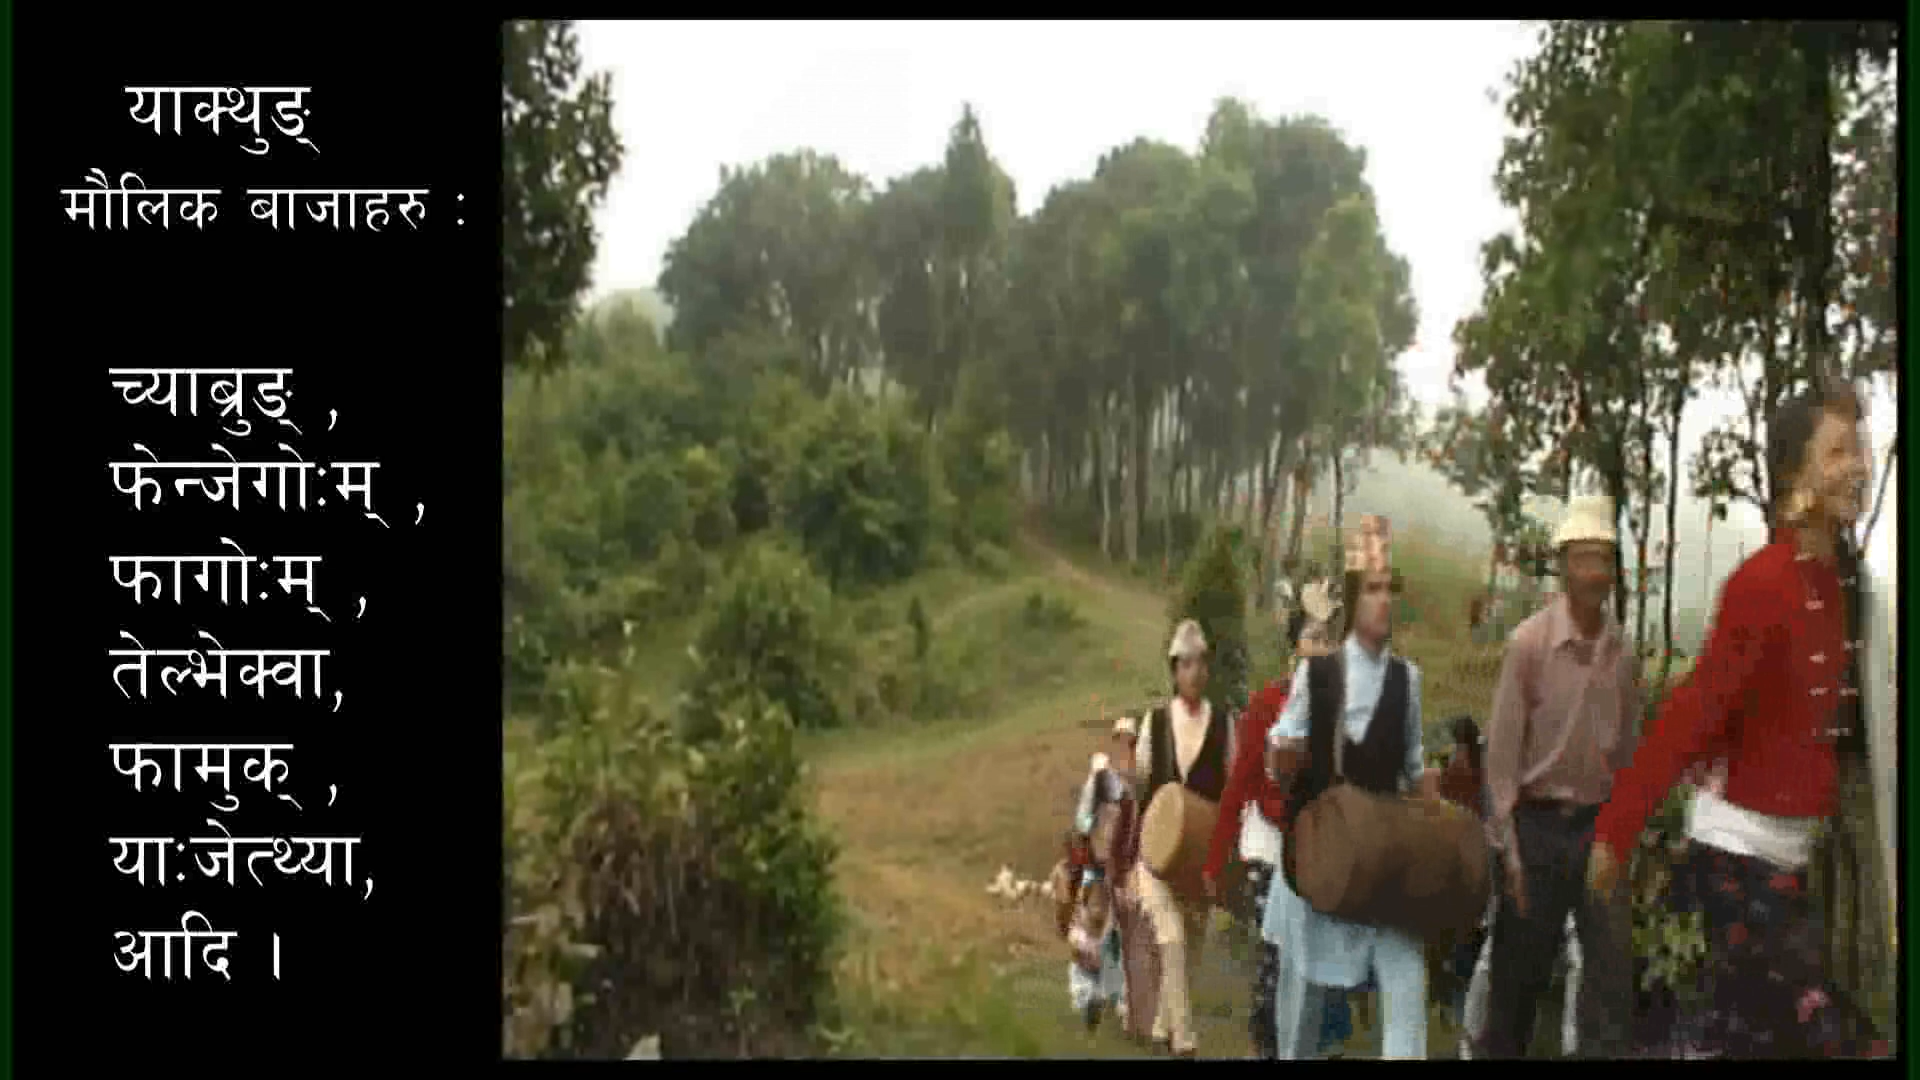 याक्थुङ्
मौलिक बाजाहरु :
च्याब्रुङ् ,
फेन्जेगोःम् ,
फागोःम् ,
तेल्भेक्वा,
फामुक् ,
याःजेत्थ्या,
आदि ।